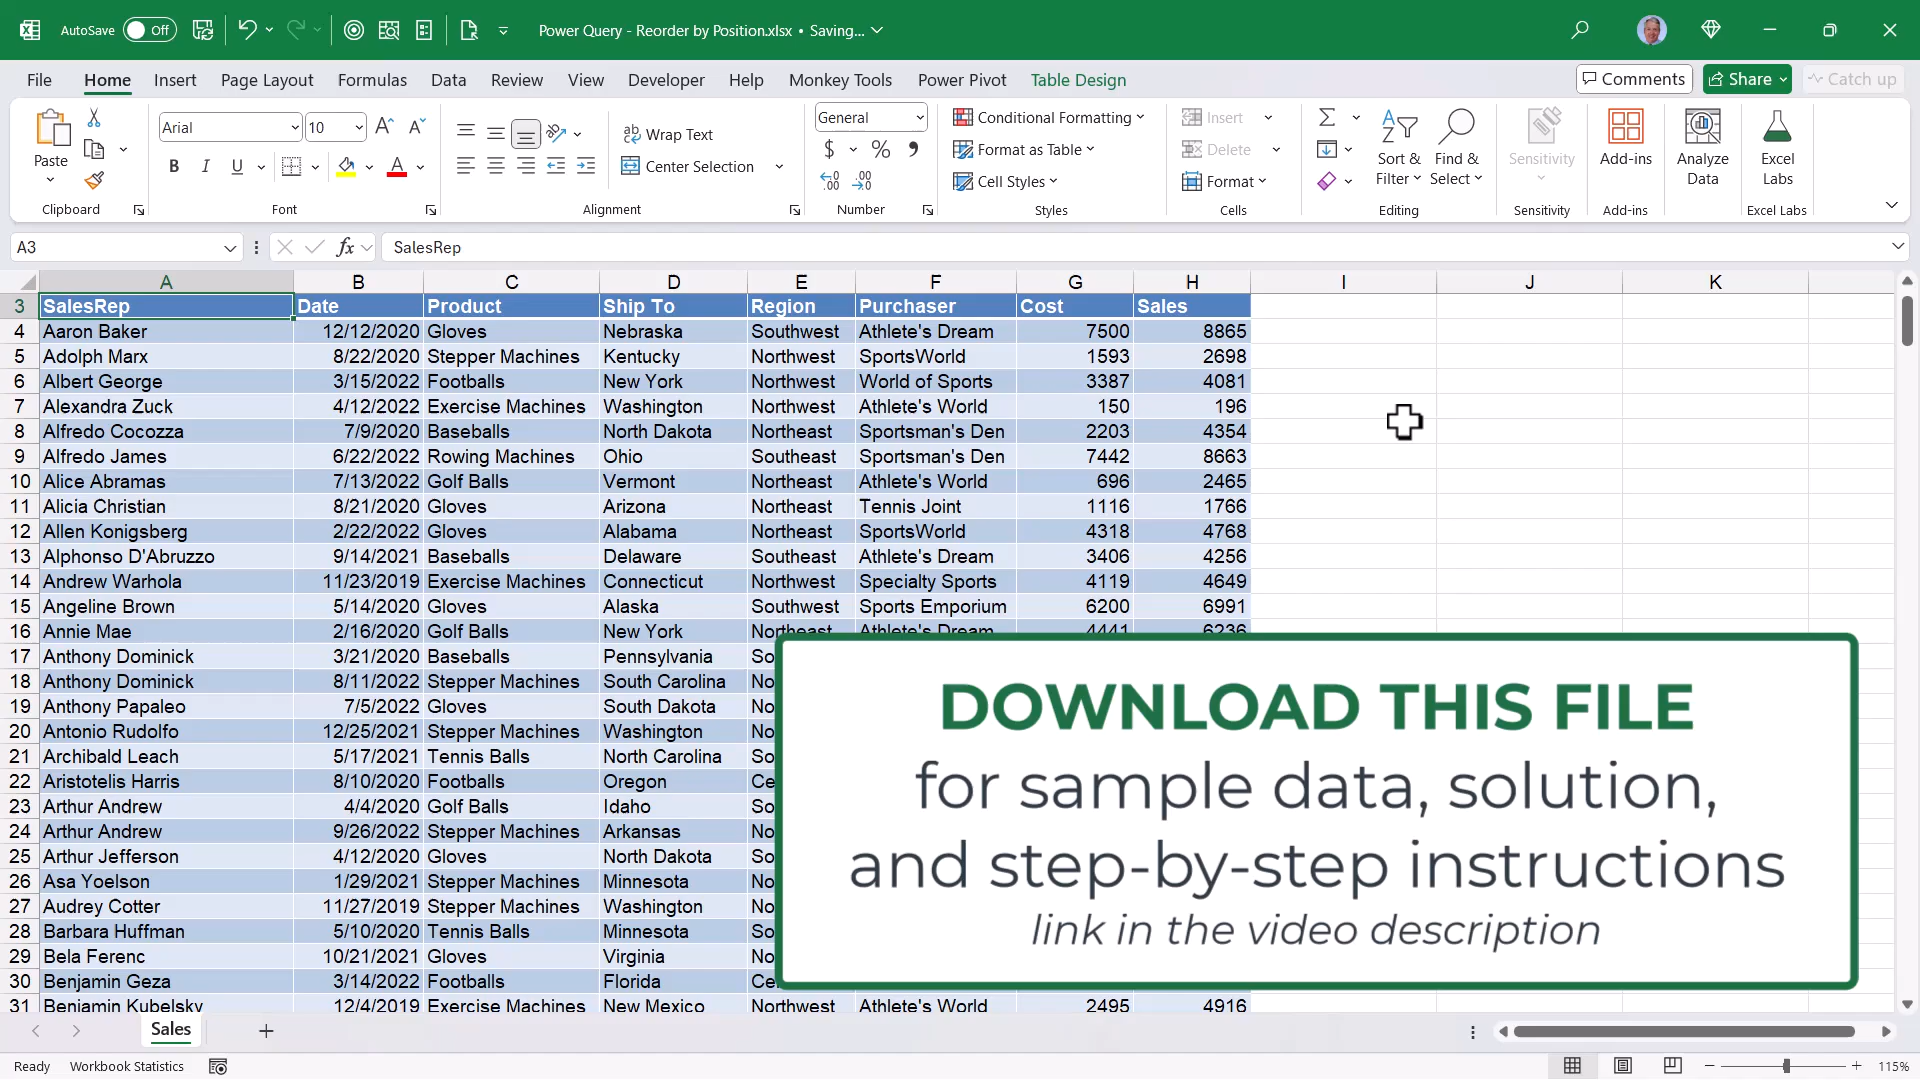 AutoSave Off Power Query - Reorder by Position.xlsx • Saving...
File Home Insert Page Layout Formulas Data Review View Developer Help Monkey Tools Power Pivot Table Design Comments Share Catch up
Paste Arial 10 Wrap Text General Conditional Formatting Insert Sort & Filter Find & Select Sensitivity Add-ins Analyze Data Excel Labs
B I U Center Selection $ % Format as Table Delete
Cell Styles Format
Clipboard Font Alignment Number Styles Cells Editing Sensitivity Add-ins Excel Labs
A3 fx SalesRep
A B C D E F G H I J K
3 SalesRep Date Product Ship To Region Purchaser Cost Sales
4 Aaron Baker 12/12/2020 Gloves Nebraska Southwest Athlete's Dream 7500 8865
5 Adolph Marx 8/22/2020 Stepper Machines Kentucky Northwest SportsWorld 1593 2698
6 Albert George 3/15/2022 Footballs New York Northwest World of Sports 3387 4081
7 Alexandra Zuck 4/12/2022 Exercise Machines Washington Northwest Athlete's World 150 196
8 Alfredo Cocozza 7/9/2020 Baseballs North Dakota Northeast Sportsman's Den 2203 4354
9 Alfredo James 6/22/2022 Rowing Machines Ohio Southeast Sportsman's Den 7442 8663
10 Alice Abramas 7/13/2022 Golf Balls Vermont Northeast Athlete's World 696 2465
11 Alicia Christian 8/21/2020 Gloves Arizona Northeast Tennis Joint 1116 1766
12 Allen Konigsberg 2/22/2022 Gloves Alabama Northeast SportsWorld 4318 4768
13 Alphonso D'Abruzzo 9/14/2021 Baseballs Delaware Southeast Athlete's Dream 3406 4256
14 Andrew Warhola 11/23/2019 Exercise Machines Connecticut Northwest Specialty Sports 4119 4649
15 Angeline Brown 5/14/2020 Gloves Alaska Southwest Sports Emporium 6200 6991
16 Annie Mae 2/16/2020 Golf Balls New York Northeast Athlete's Dream 4441 6236
17 Anthony Dominick 3/21/2020 Baseballs Pennsylvania So
18 Anthony Dominick 8/11/2022 Stepper Machines South Carolina No
19 Anthony Papaleo 7/5/2022 Gloves South Dakota No
20 Antonio Rudolfo 12/25/2021 Stepper Machines Washington No
21 Archibald Leach 5/17/2021 Tennis Balls North Carolina So
22 Aristotelis Harris 8/10/2020 Footballs Oregon Ce
23 Arthur Andrew 4/4/2020 Golf Balls Idaho So
24 Arthur Andrew 9/26/2022 Stepper Machines Arkansas No
25 Arthur Jefferson 4/12/2020 Gloves North Dakota So
26 Asa Yoelson 1/29/2021 Stepper Machines Minnesota No
27 Audrey Cotter 11/27/2019 Stepper Machines Washington No
28 Barbara Huffman 5/10/2020 Tennis Balls Minnesota So
29 Bela Ferenc 10/21/2021 Gloves Virginia No
30 Benjamin Geza 3/14/2022 Footballs Florida Ce
31 Benjamin Kubelsky 12/4/2019 Exercise Machines New Mexico Northwest Athlete's World 2495 4916
DOWNLOAD THIS FILE
for sample data, solution,
and step-by-step instructions
link in the video description
Sales
Ready Workbook Statistics 115%